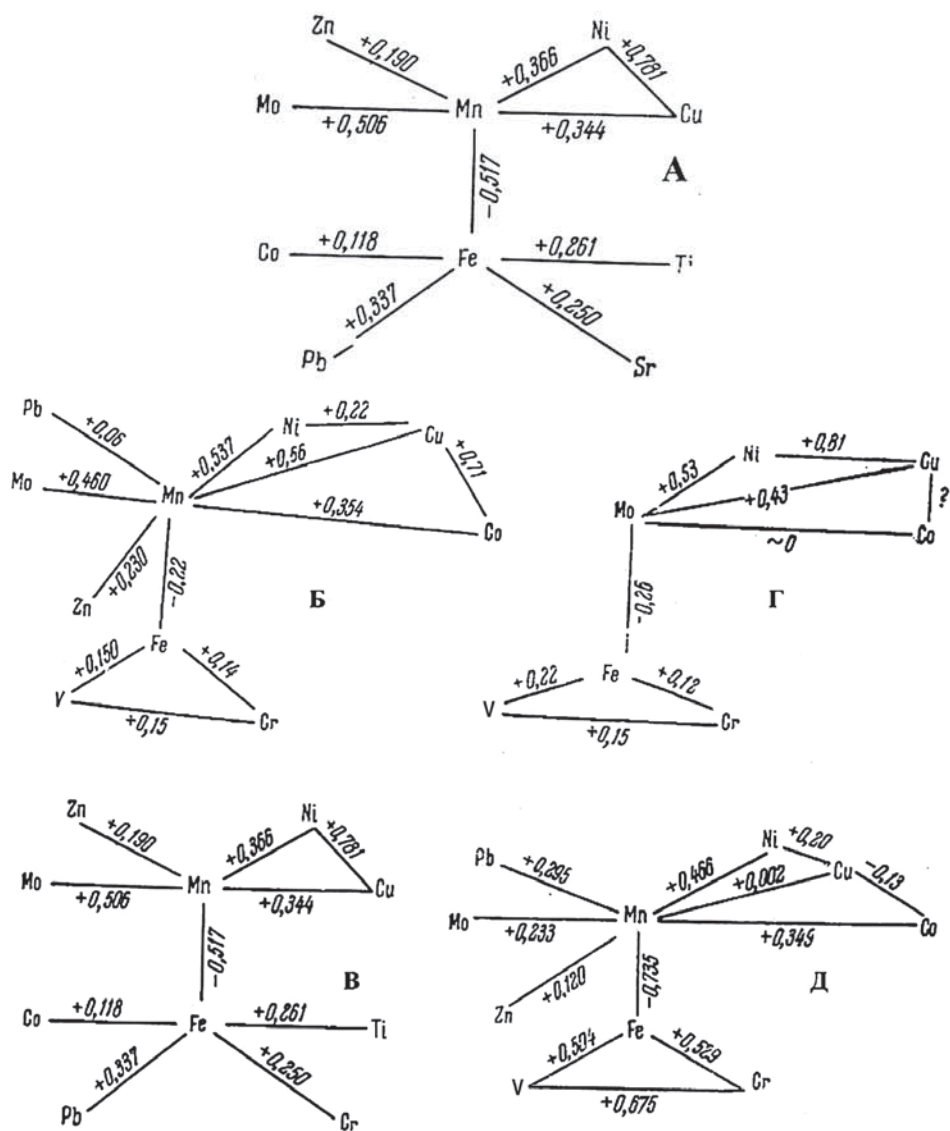 Zn Ni
+0,190 +0,366 +0,781
Mo Mn Cu
+0,506 +0,344
А
-0,517
Co +0,118 Fe +0,261 Ti
+0,337 +0,250
Pb Sr
Pb +0,06 Ni +0,22 Cu
+0,537 +0,56 +0,71
Mo +0,460 Mn +0,354 Co
Zn +0,230 -0,22
Б
Fe
+0,150 +0,14
V +0,15 Cr
Ni +0,81 Cu
+0,53 +0,43 ?
Mo ~0 Co
-0,26
Г
Fe
+0,22 +0,12
V +0,15 Cr
Zn Ni
+0,190 +0,366 +0,781
Mo Mn Cu
+0,506 +0,344
-0,517
В
Co +0,118 Fe +0,261 Ti
+0,337 +0,250
Pb Cr
Pb +0,295 Ni +0,20 Cu -0,13
+0,466 +0,002
Mo +0,233 Mn +0,349 Co
Zn +0,120 -0,735
Д
Fe
+0,504 +0,529
V +0,675 Cr